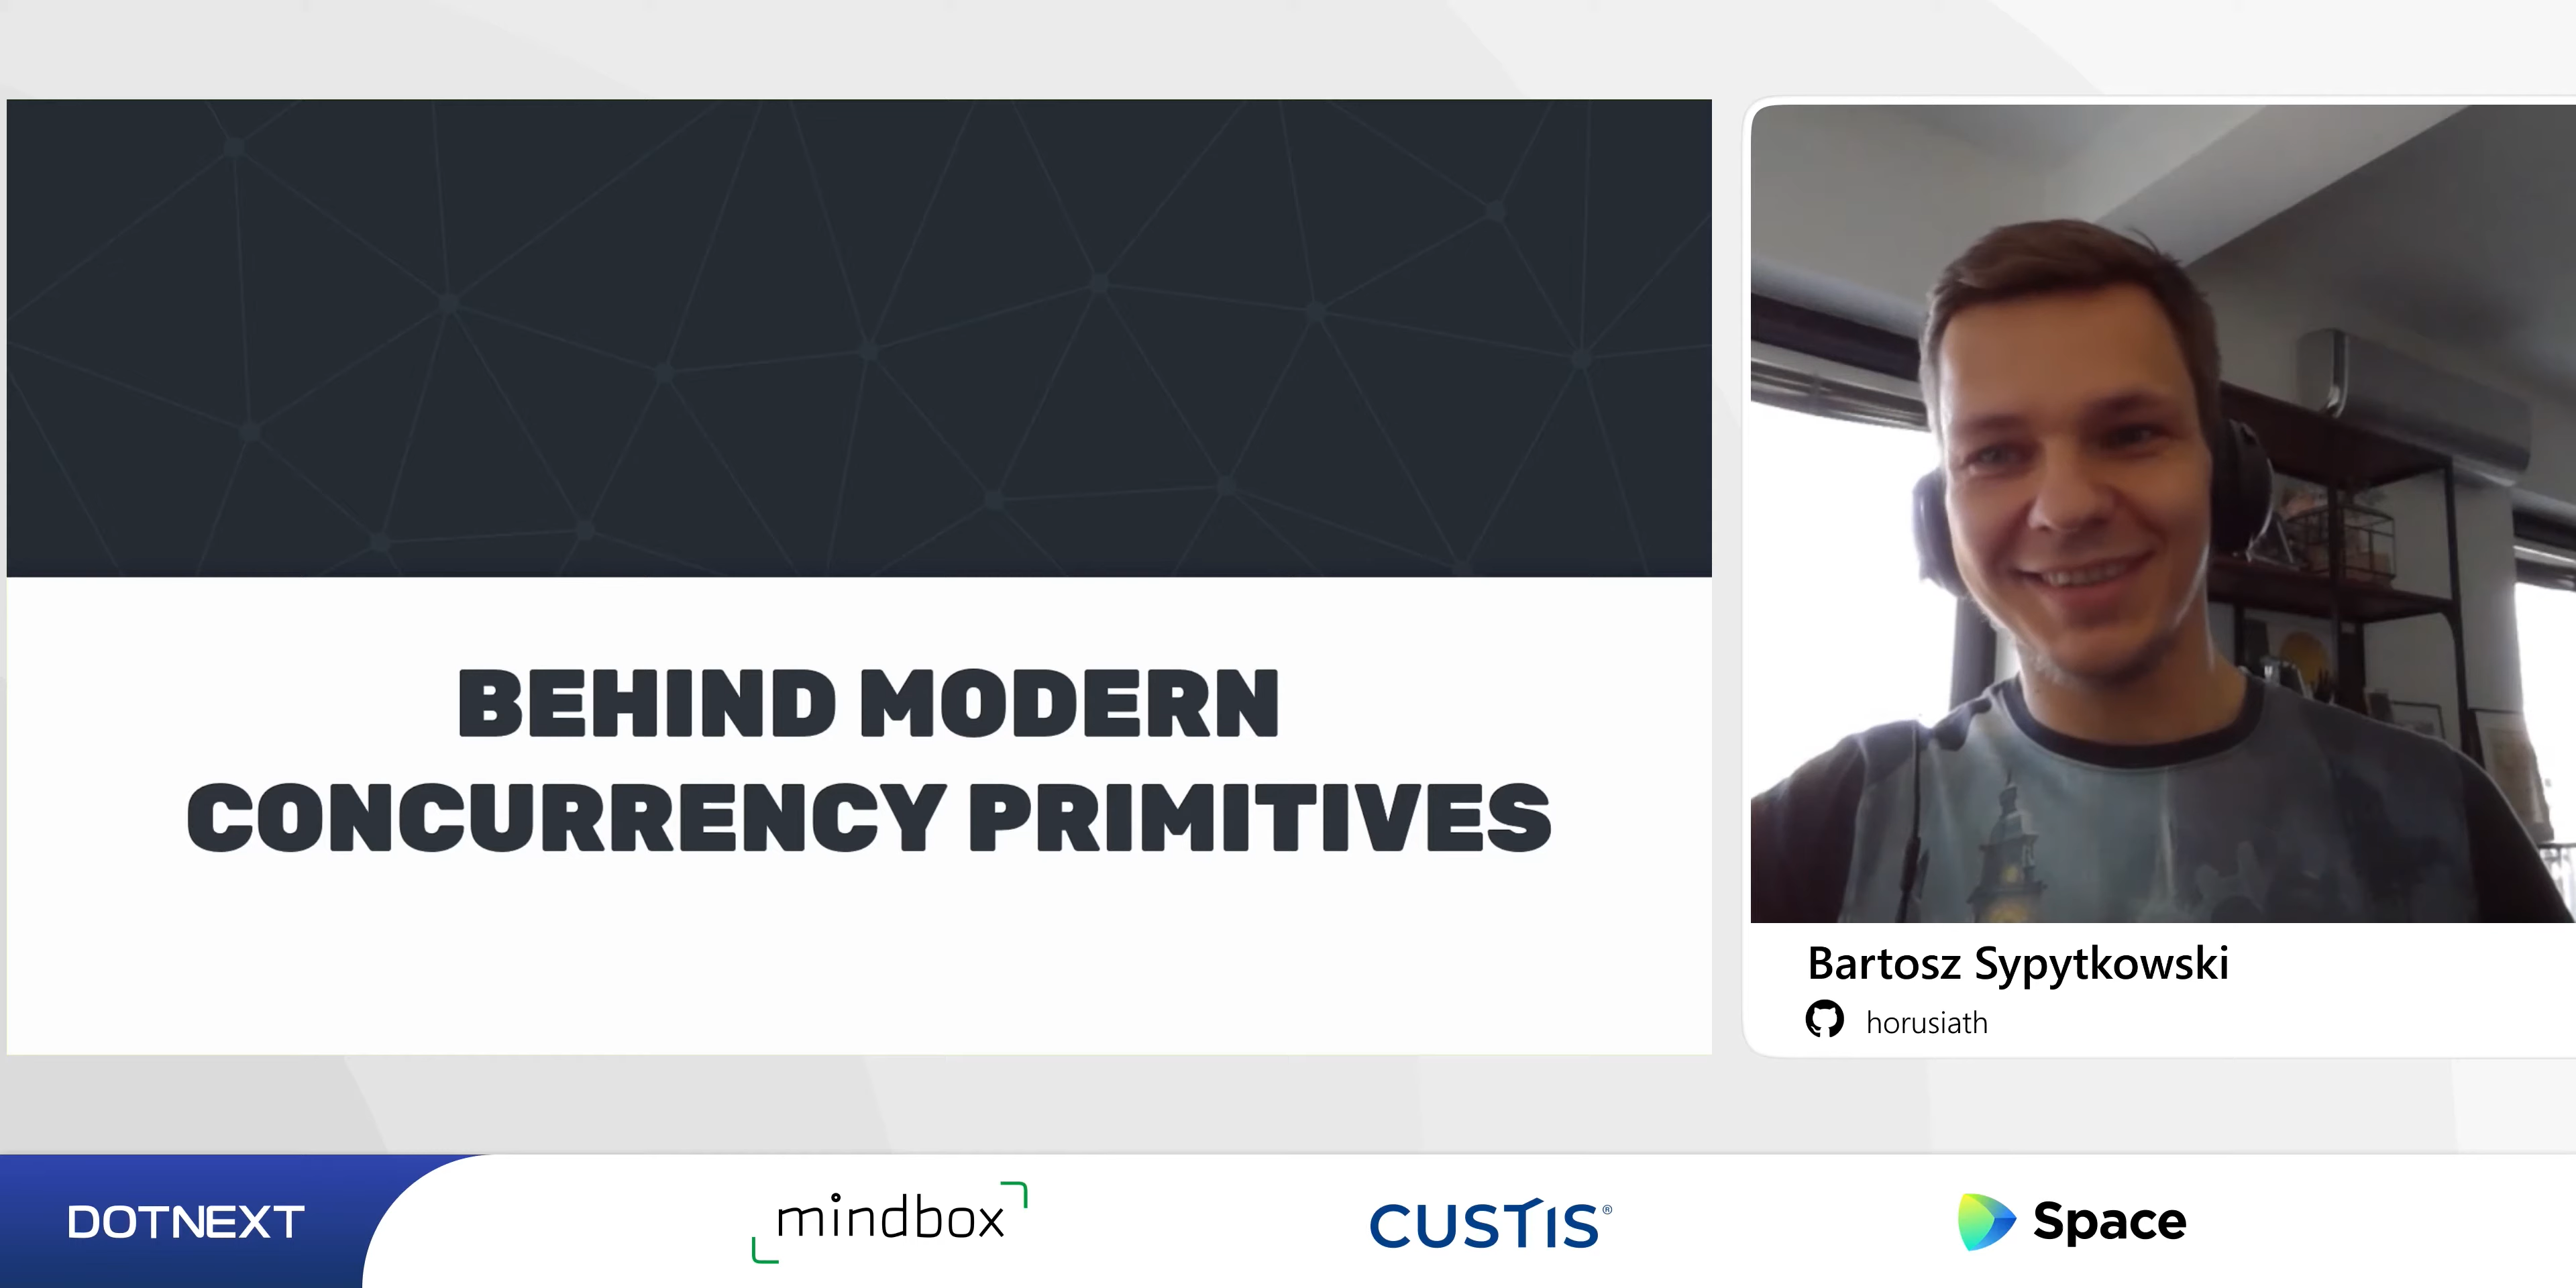 BEHIND MODERN
CONCURRENCY PRIMITIVES
Bartosz Sypytkowski
horusiath
DOTNEXT
mindbox
CUSTIS®
Space